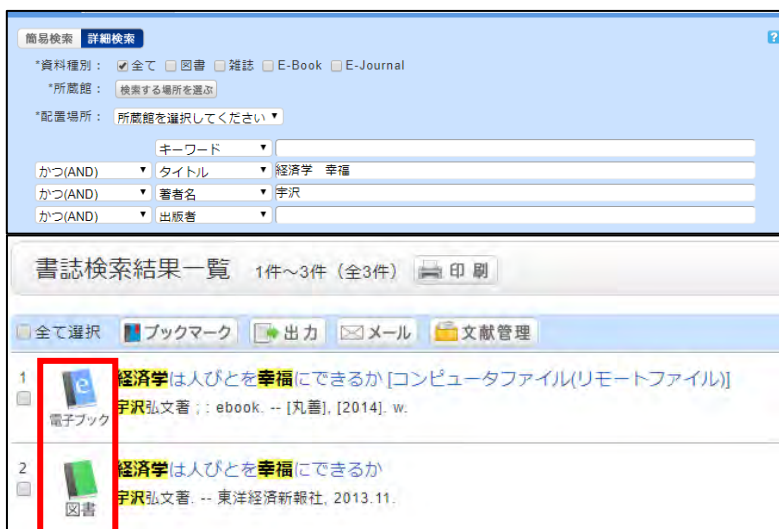 簡易検索 詳細検索 ?
*資料種別： 全て 図書 雑誌 E-Book E-Journal
*所蔵館： 検索する場所を選ぶ
*配置場所： 所蔵館を選択してください ▼
キーワード ▼
かつ(AND) ▼ タイトル ▼ 経済学　幸福
かつ(AND) ▼ 著者名 ▼ 宇沢
かつ(AND) ▼ 出版者 ▼
書誌検索結果一覧 1件～3件 (全3件) 印刷
全て選択 ブックマーク 出力 メール 文献管理
1 経済学は人びとを幸福にできるか [コンピュータファイル(リモートファイル)]
e 宇沢弘文著 ; : ebook. -- [丸善], [2014]. w.
電子ブック
2 経済学は人びとを幸福にできるか
宇沢弘文著. -- 東洋経済新報社, 2013.11.
図書